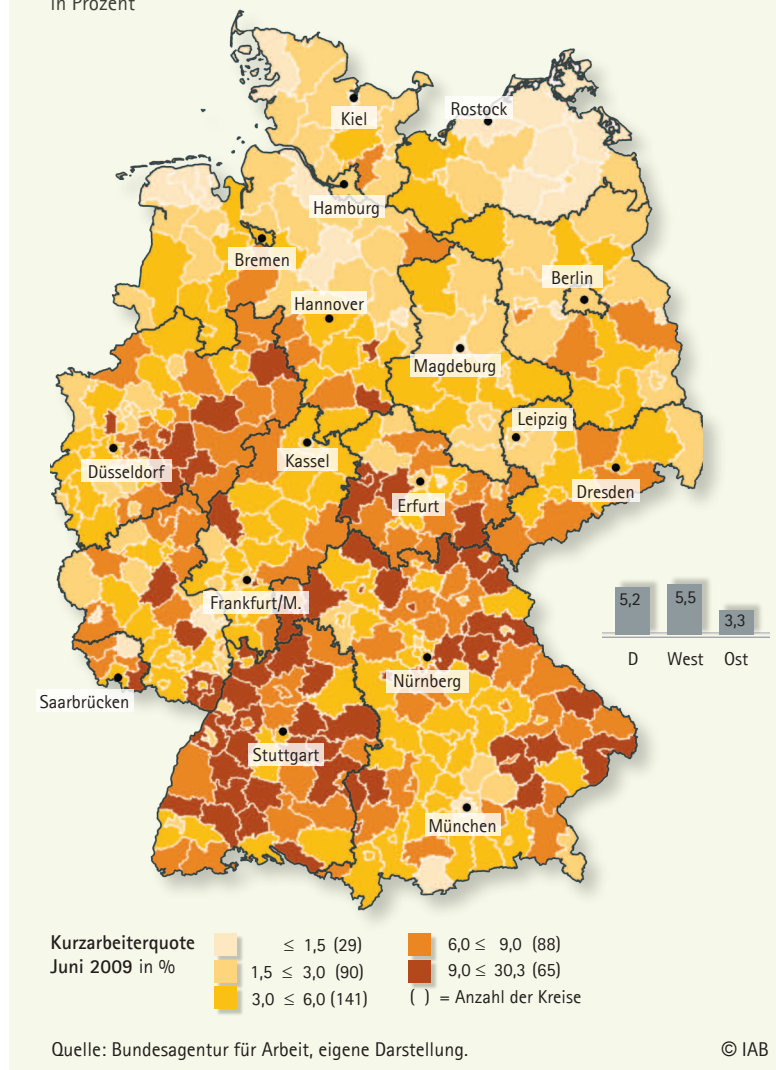 in Prozent
Kiel
Rostock
Hamburg
Bremen
Berlin
Hannover
Magdeburg
Leipzig
Düsseldorf
Kassel
Erfurt
Dresden
Frankfurt/M.
5,2
5,5
3,3
D West Ost
Nürnberg
Saarbrücken
Stuttgart
München
Kurzarbeiterquote
Juni 2009 in %
≤ 1,5 (29)
1,5 ≤ 3,0 (90)
3,0 ≤ 6,0 (141)
6,0 ≤ 9,0 (88)
9,0 ≤ 30,3 (65)
( ) = Anzahl der Kreise
Quelle: Bundesagentur für Arbeit, eigene Darstellung.
© IAB